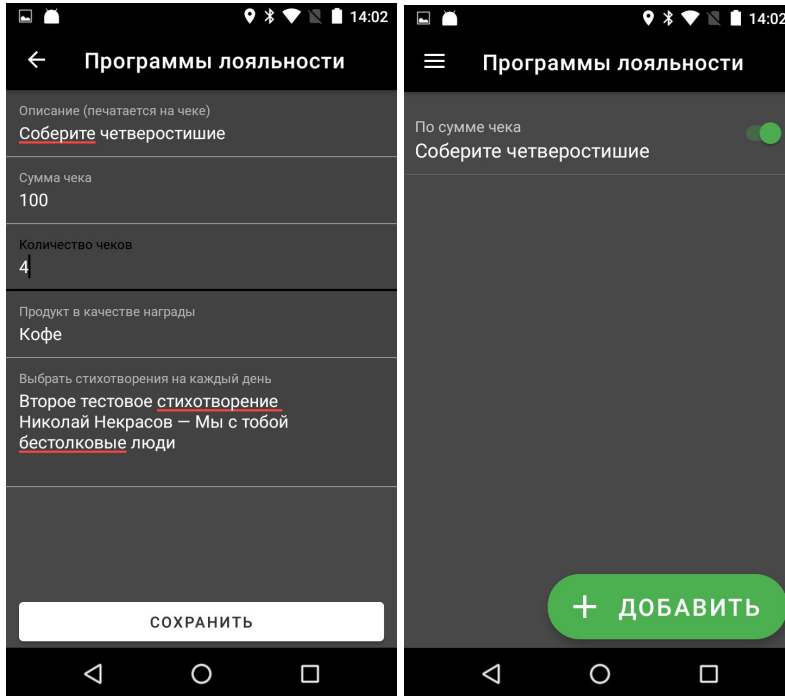 14:02
Программы лояльности
Описание (печатается на чеке)
Соберите четверостишие
Сумма чека
100
Количество чеков
4
Продукт в качестве награды
Кофе
Выбрать стихотворения на каждый день
Второе тестовое стихотворение
Николай Некрасов — Мы с тобой
бестолковые люди
СОХРАНИТЬ
14:02
Программы лояльности
По сумме чека
Соберите четверостишие
+ ДОБАВИТЬ